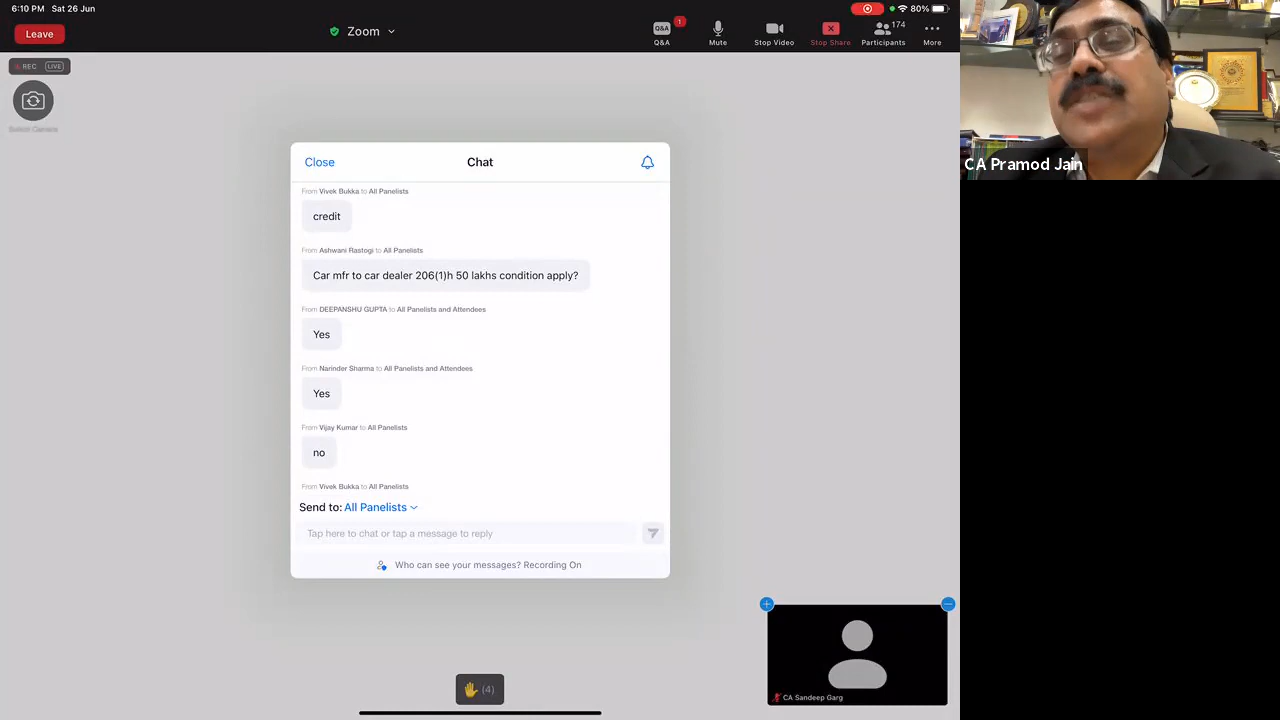 6:10 PM Sat 26 Jun
80%
Leave
Zoom
1
Q&A
Mute
Stop Video
Stop Share
174
Participants
More
REC LIVE
Switch Camera
Close
Chat
From Vivek Bukka to All Panelists
credit
From Ashwani Rastogi to All Panelists
Car mfr to car dealer 206(1)h 50 lakhs condition apply?
From DEEPANSHU GUPTA to All Panelists and Attendees
Yes
From Narinder Sharma to All Panelists and Attendees
Yes
From Vijay Kumar to All Panelists
no
From Vivek Bukka to All Panelists
Send to: All Panelists
Tap here to chat or tap a message to reply
Who can see your messages? Recording On
(4)
CA Sandeep Garg
CA Pramod Jain